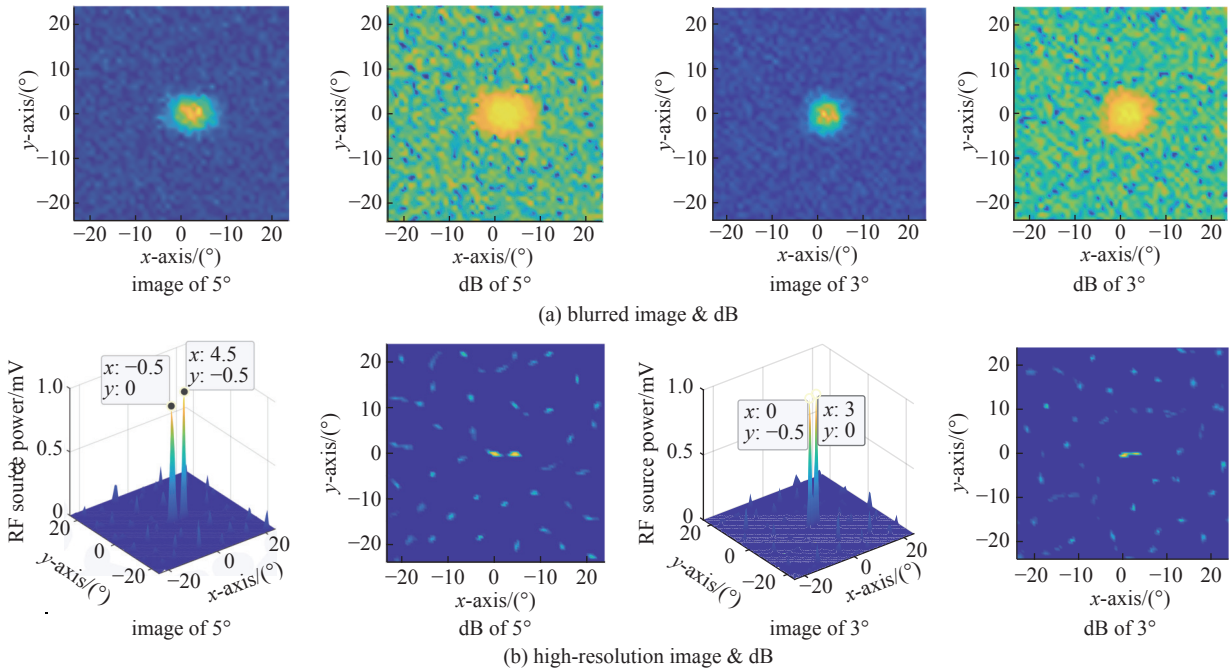 20
10
0
−10
−20
y-axis/(°)
−20 −10 0 −10 20
x-axis/(°)
image of 5°
20
10
0
−10
−20
y-axis/(°)
−20 −10 0 −10 20
x-axis/(°)
dB of 5°
20
10
0
−10
−20
y-axis/(°)
−20 −10 0 −10 20
x-axis/(°)
image of 3°
20
10
0
−10
−20
y-axis/(°)
−20 −10 0 −10 20
x-axis/(°)
dB of 3°
(a) blurred image & dB
RF source power/mV
1.0
0.5
0
x: −0.5
y: 0
x: 4.5
y: −0.5
20
0
−20
y-axis/(°)
−20
0
20
x-axis/(°)
image of 5°
20
10
0
−10
−20
y-axis/(°)
−20 −10 0 −10 20
x-axis/(°)
dB of 5°
RF source power/mV
1.0
0.5
0
x: 0
y: −0.5
x: 3
y: 0
20
0
−20
y-axis/(°)
−20
0
20
x-axis/(°)
image of 3°
20
10
0
−10
−20
y-axis/(°)
−20 −10 0 −10 20
x-axis/(°)
dB of 3°
(b) high-resolution image & dB